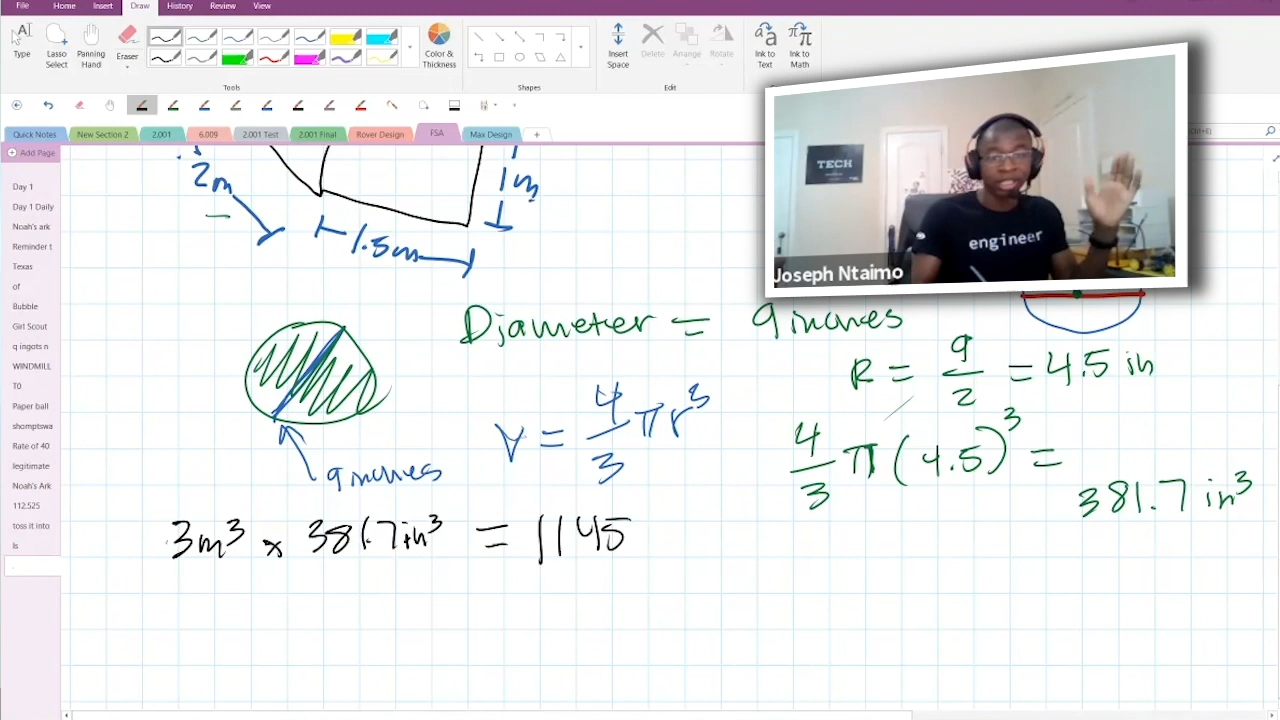 File Home Insert Draw History Review View
Type
Lasso Select
Panning Hand
Eraser
Color & Thickness
Insert Space
Delete
Arrange
Rotate
Ink to Text
Ink to Math
Tools
Shapes
Edit
Quick Notes New Section 2 2.001 6.009 2.001 Test 2.001 Final Rover Design FSA Max Design +
Add Page
Day 1
Day 1 Daily
Noah's ark
Reminder t
Texas
of
Bubble
Girl Scout
q ingots n
WINDMILL
T0
Paper ball
shomptswa
Rate of 40
legitimate
Noah's Ark
112.525
toss it into
is
TECH
engineer
Joseph Ntaimo
2m
1m
1.5m
Diameter = 9 inches
R = 9/2 = 4.5 in
V = 4/3 πr³
4/3 π (4.5)³ =
381.7 in³
9 inches
3m³ × 381.7in³ = 1145